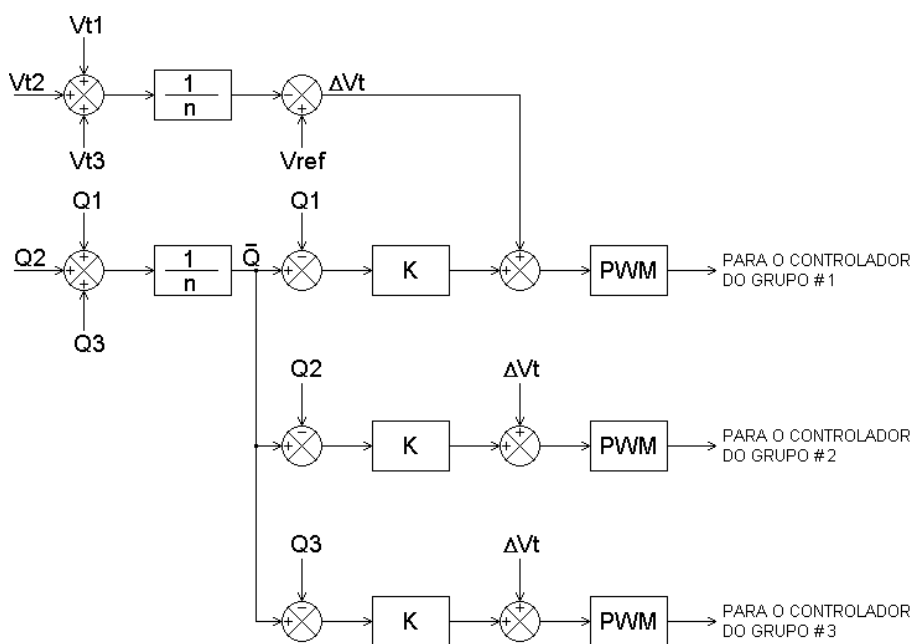 Vt1
Vt2 + + +
1
n
- +
ΔVt
Vt3
Vref
Q1
Q1
Q2 + + +
1
n
Q̄
+ -
K
+ +
PWM
PARA O CONTROLADOR
DO GRUPO #1
Q3
Q2
ΔVt
+ -
K
+ +
PWM
PARA O CONTROLADOR
DO GRUPO #2
Q3
ΔVt
+ -
K
+ +
PWM
PARA O CONTROLADOR
DO GRUPO #3